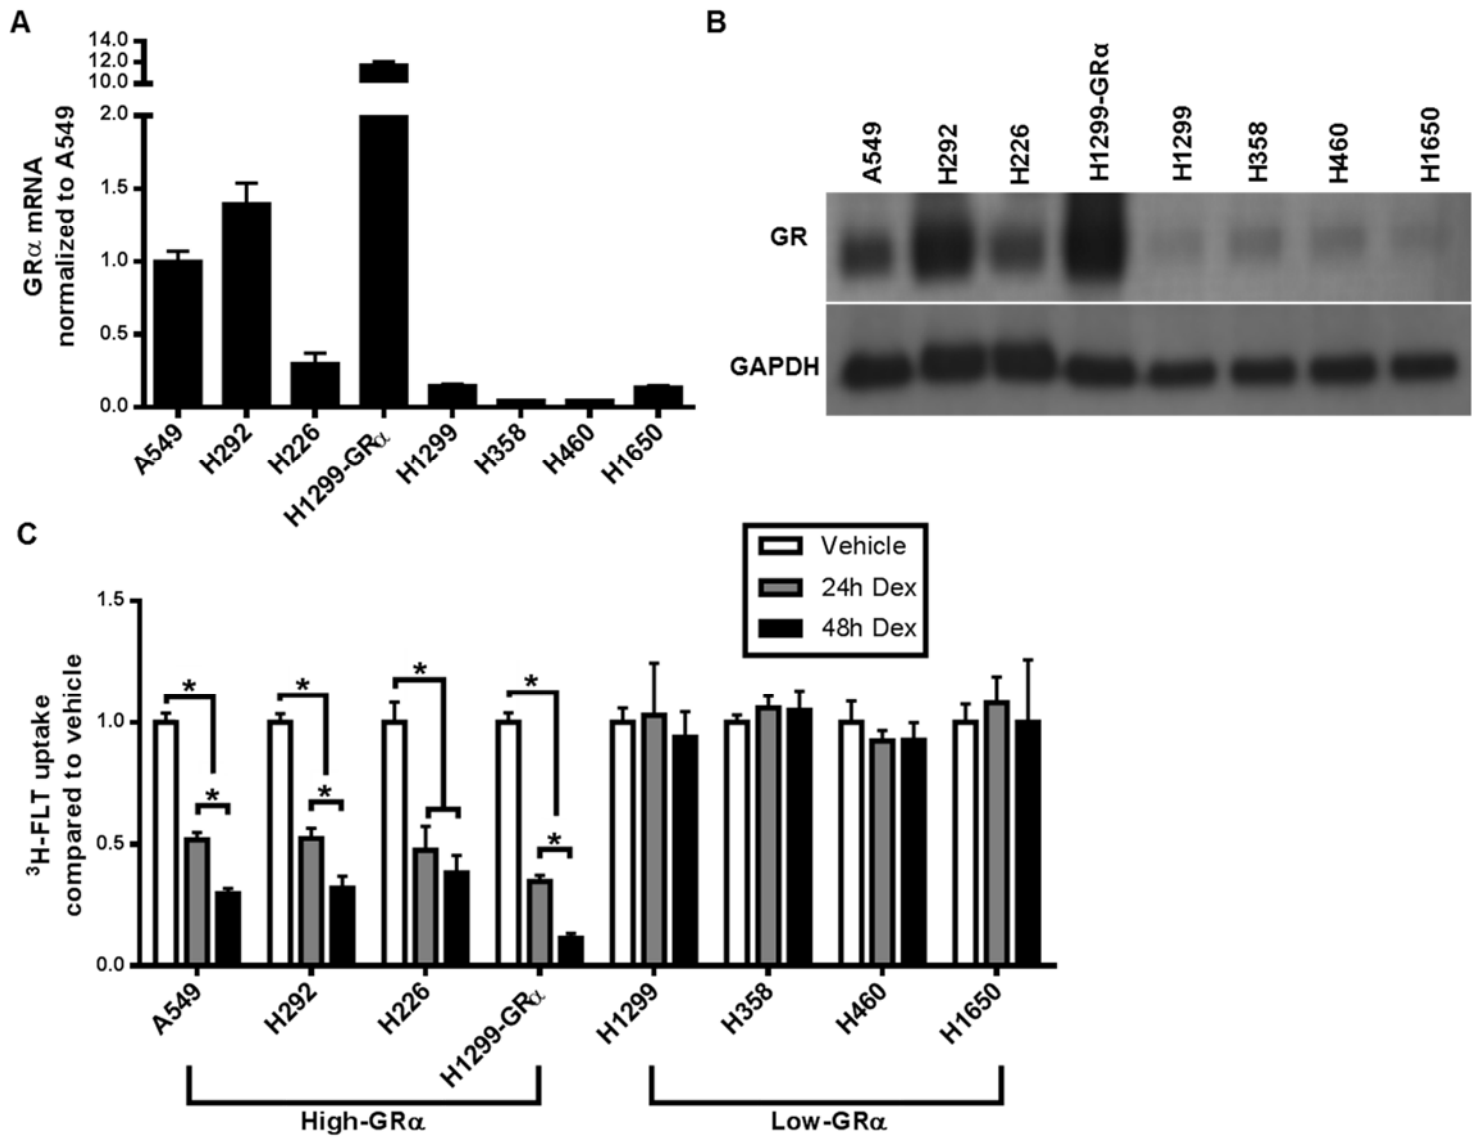 A
GRα mRNA
normalized to A549
14.0
12.0
10.0
2.0
1.5
1.0
0.5
0.0
A549
H292
H226
H1299-GRα
H1299
H358
H460
H1650
B
A549
H292
H226
H1299-GRα
H1299
H358
H460
H1650
GR
GAPDH
C
Vehicle
24h Dex
48h Dex
³H-FLT uptake
compared to vehicle
1.5
1.0
0.5
0.0
* * * *
* * *
A549
H292
H226
H1299-GRα
H1299
H358
H460
H1650
High-GRα
Low-GRα